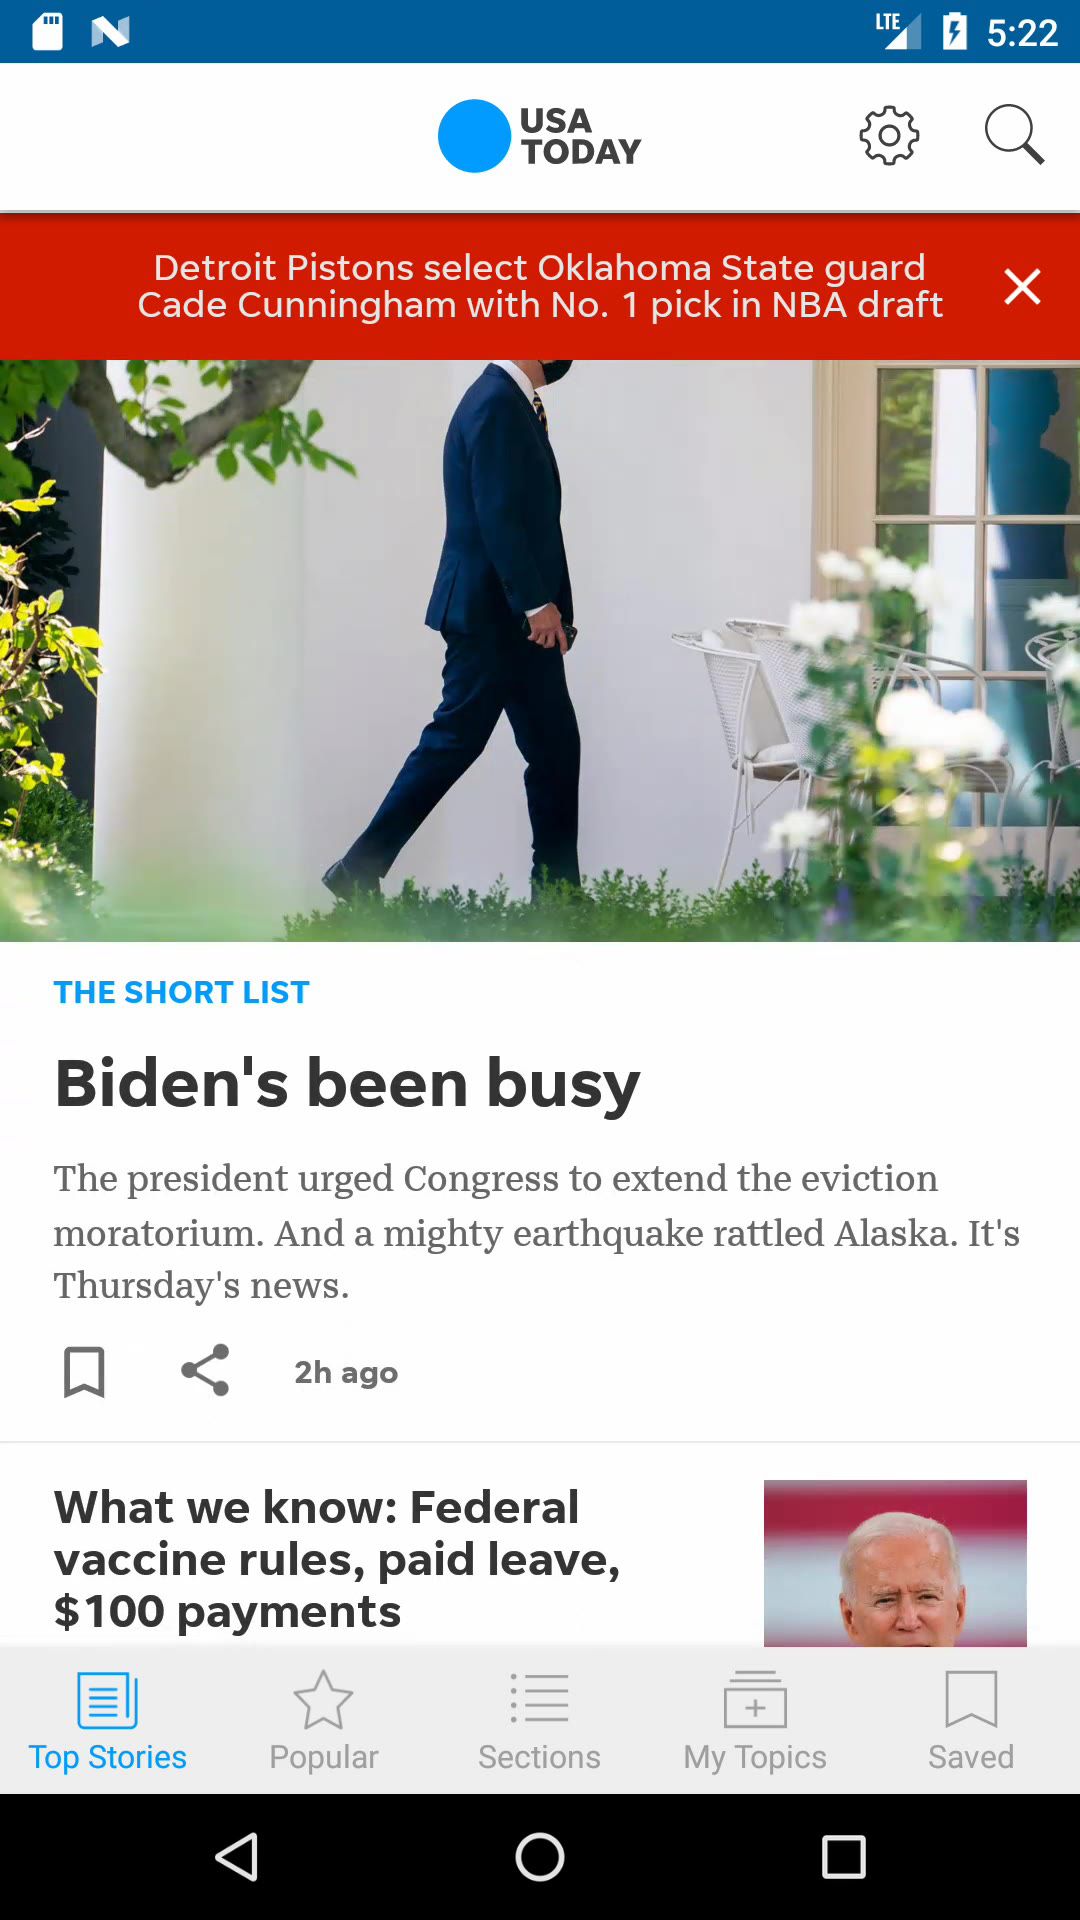 LTE 5:22
USA
TODAY
Detroit Pistons select Oklahoma State guard
Cade Cunningham with No. 1 pick in NBA draft
THE SHORT LIST
Biden's been busy
The president urged Congress to extend the eviction
moratorium. And a mighty earthquake rattled Alaska. It's
Thursday's news.
2h ago
What we know: Federal
vaccine rules, paid leave,
$100 payments
Top Stories
Popular
Sections
My Topics
Saved